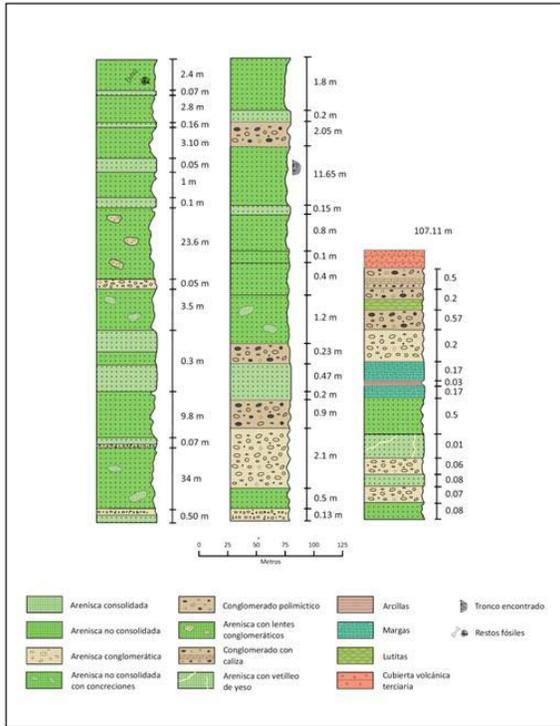 2.4 m
0.07 m
2.8 m
0.16 m
3.10 m
0.05 m
1 m
0.1 m
23.6 m
0.05 m
3.5 m
0.3 m
9.8 m
0.07 m
34 m
0.50 m
1.8 m
0.2 m
2.05 m
11.65 m
0.15 m
0.8 m
0.1 m
0.4 m
1.2 m
0.23 m
0.47 m
0.2 m
0.9 m
2.1 m
0.5 m
0.13 m
107.11 m
0.5
0.2
0.57
0.2
0.17
0.03
0.17
0.5
0.01
0.06
0.08
0.07
0.08
0 25 50 75 100 125
Metros
Arenisca consolidada
Arenisca no consolidada
Arenisca conglomerática
Arenisca no consolidada
con concreciones
Conglomerado polimíctico
Arenisca con lentes
conglomeráticos
Conglomerado con
caliza
Arenisca con vetilleo
de yeso
Arcillas
Margas
Lutitas
Cubierta volcánica
terciaria
Tronco encontrado
Restos fósiles